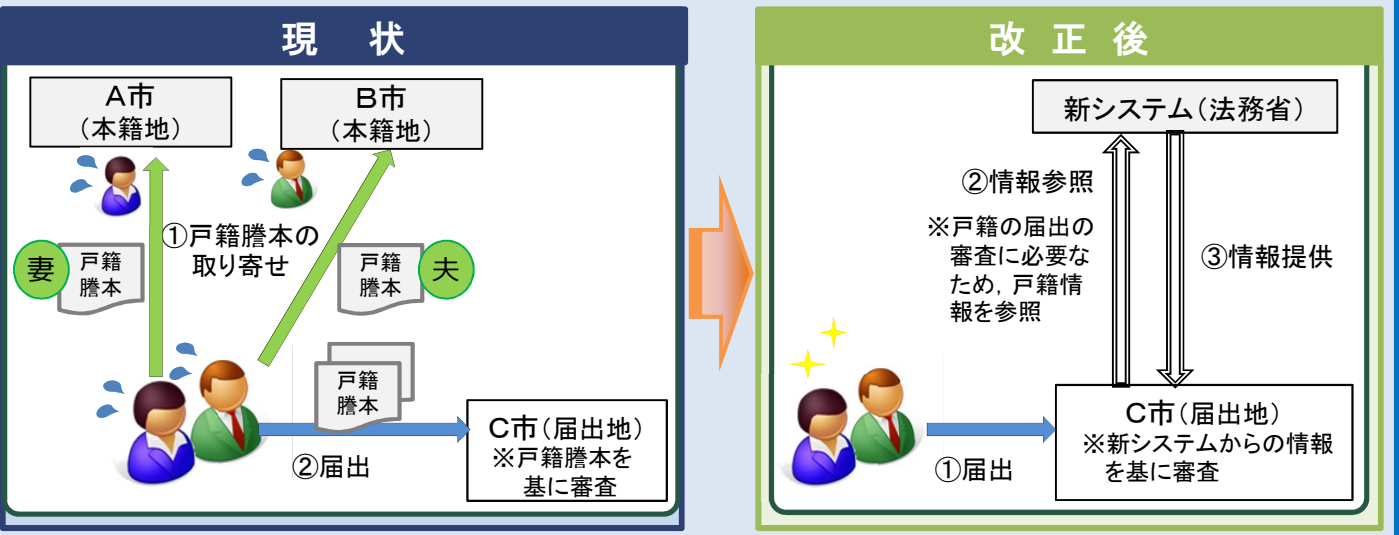 現 状
A市
(本籍地)
B市
(本籍地)
①戸籍謄本の
取り寄せ
妻
戸籍
謄本
戸籍
謄本
夫
戸籍
謄本
②届出
C市(届出地)
※戸籍謄本を
基に審査
改 正 後
新システム(法務省)
②情報参照
※戸籍の届出の
審査に必要な
ため,戸籍情
報を参照
③情報提供
①届出
C市(届出地)
※新システムからの情報
を基に審査